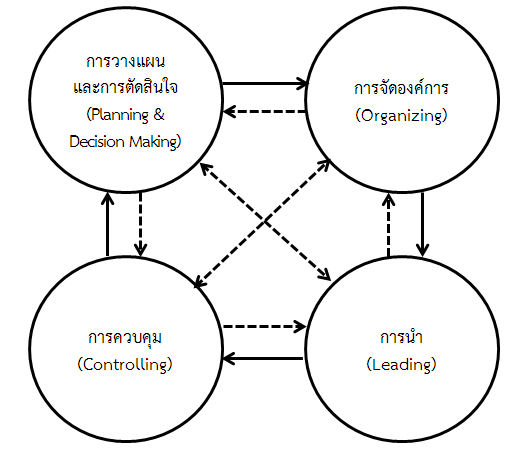 การวางแผน
และการตัดสินใจ
(Planning &
Decision Making)
การจัดองค์การ
(Organizing)
การควบคุม
(Controlling)
การนำ
(Leading)